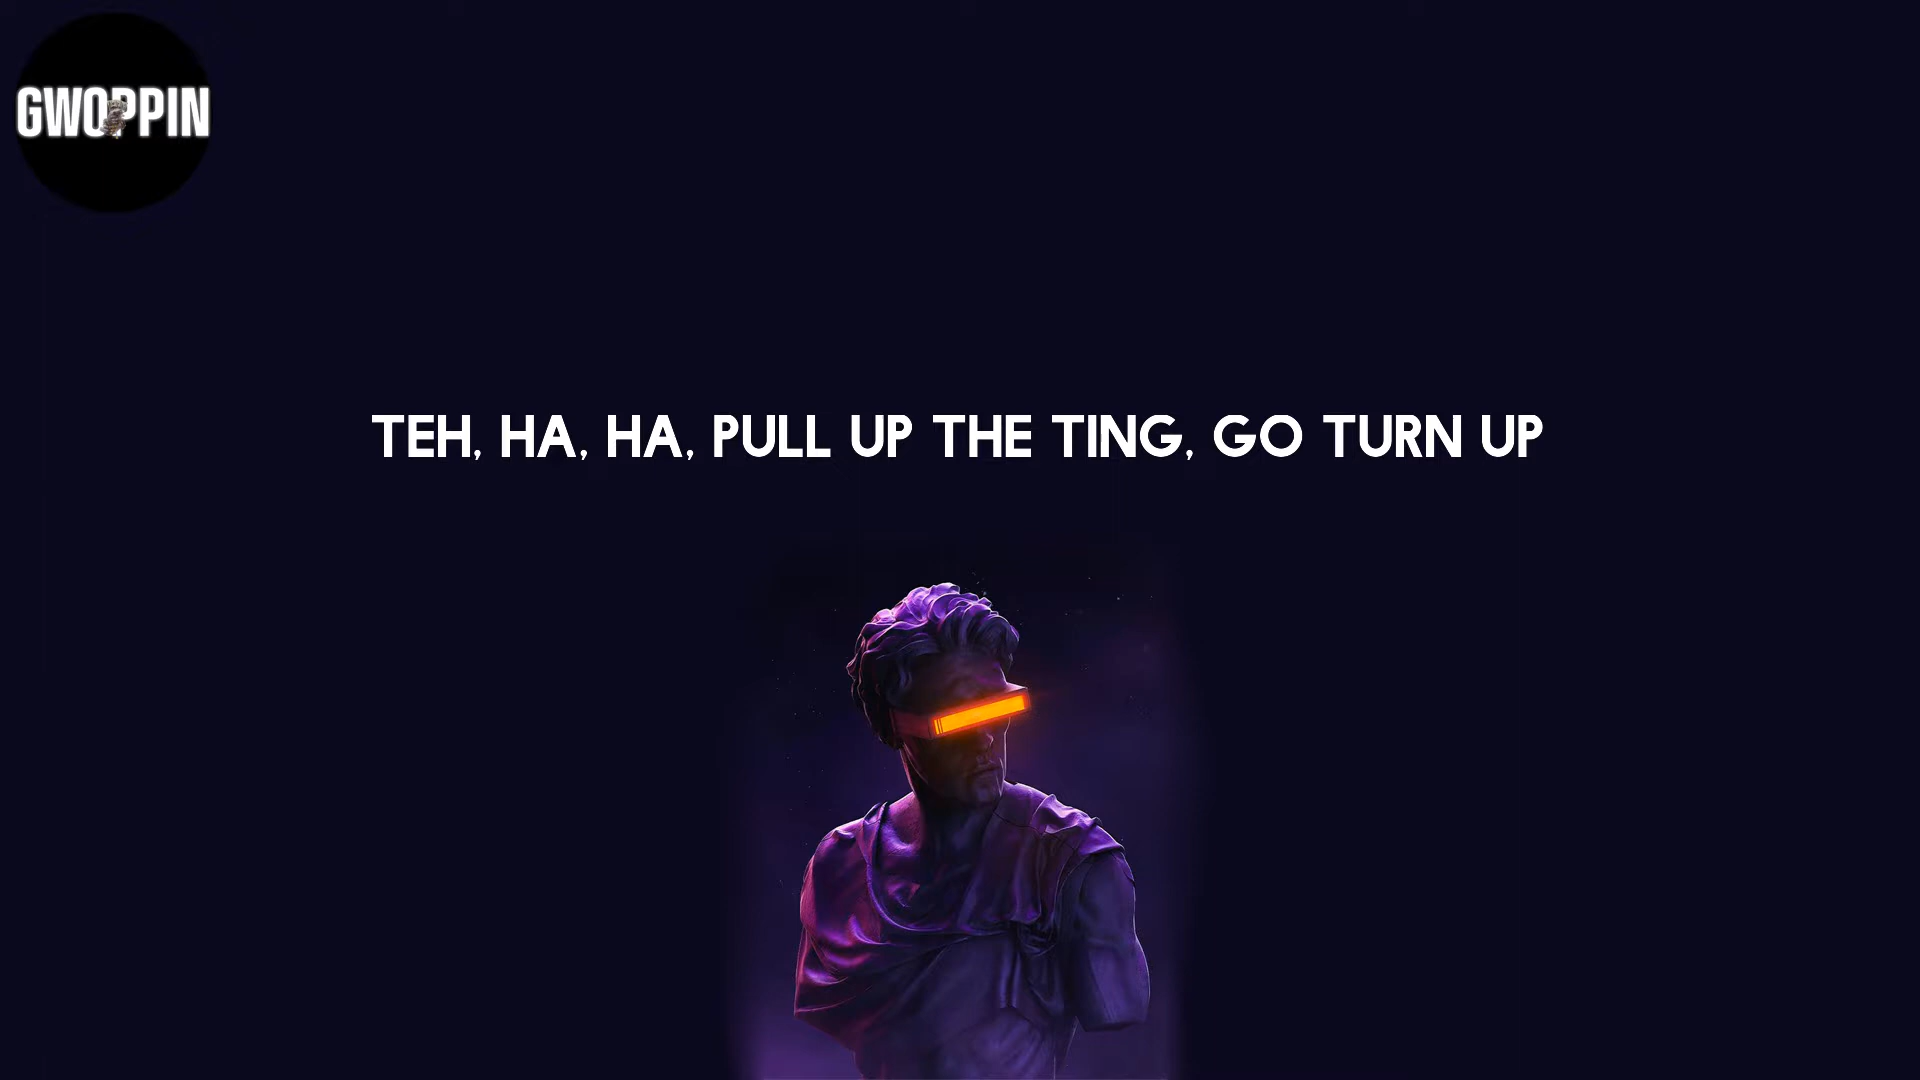 GWOPPIN
TEH, HA, HA, PULL UP THE TING, GO TURN UP